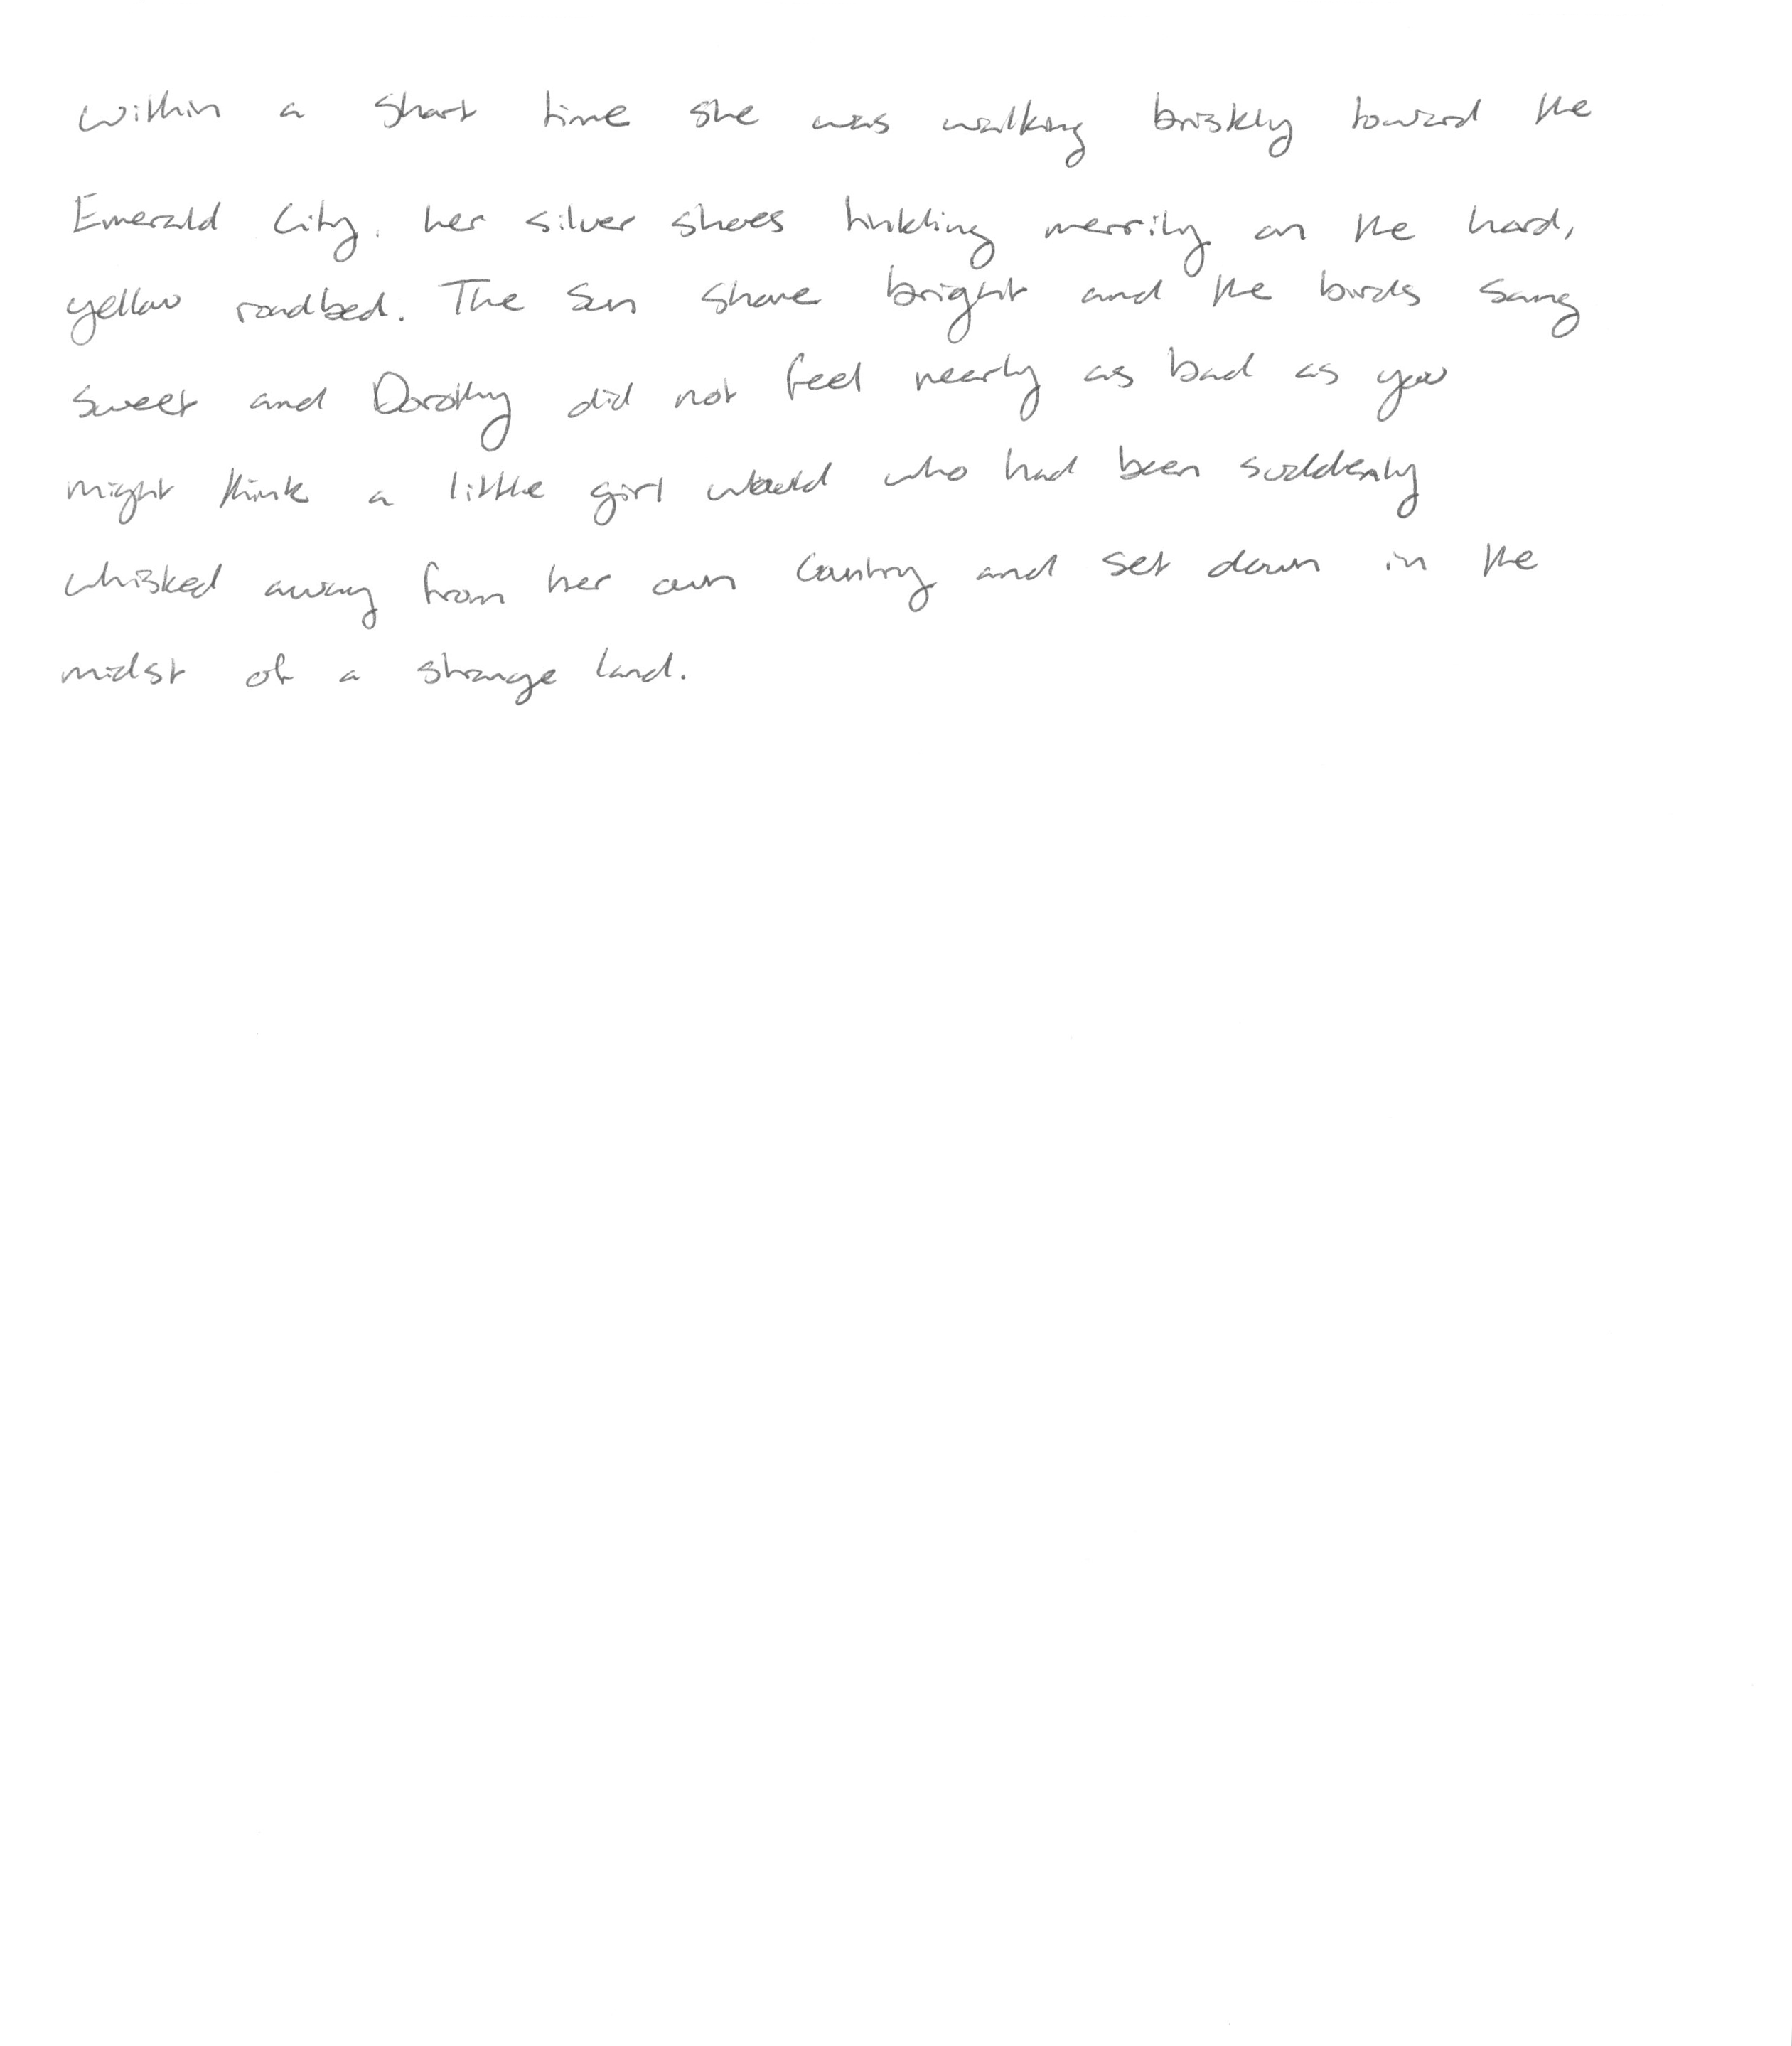 Within a short time she was walking briskly toward the
Emerald City, her silver shoes tinkling merrily on the hard,
yellow roadbed. The sun shone bright and the birds sang
sweet and Dorothy did not feel nearly as bad as you
might think a little girl would who had been suddenly
whisked away from her own country and set down in the
midst of a strange land.